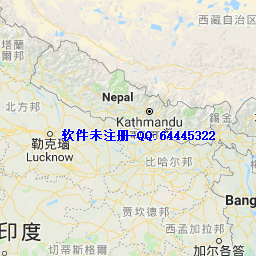 西藏自治区
塔蘭
爾邦
Nepal
Kathmandu
錫金
北方邦
软件未注册-QQ:64445322
勒克瑙
Lucknow
比哈尔邦
Bang
贾坎德邦
印度
西孟加拉邦
切蒂斯格爾
加尔各答